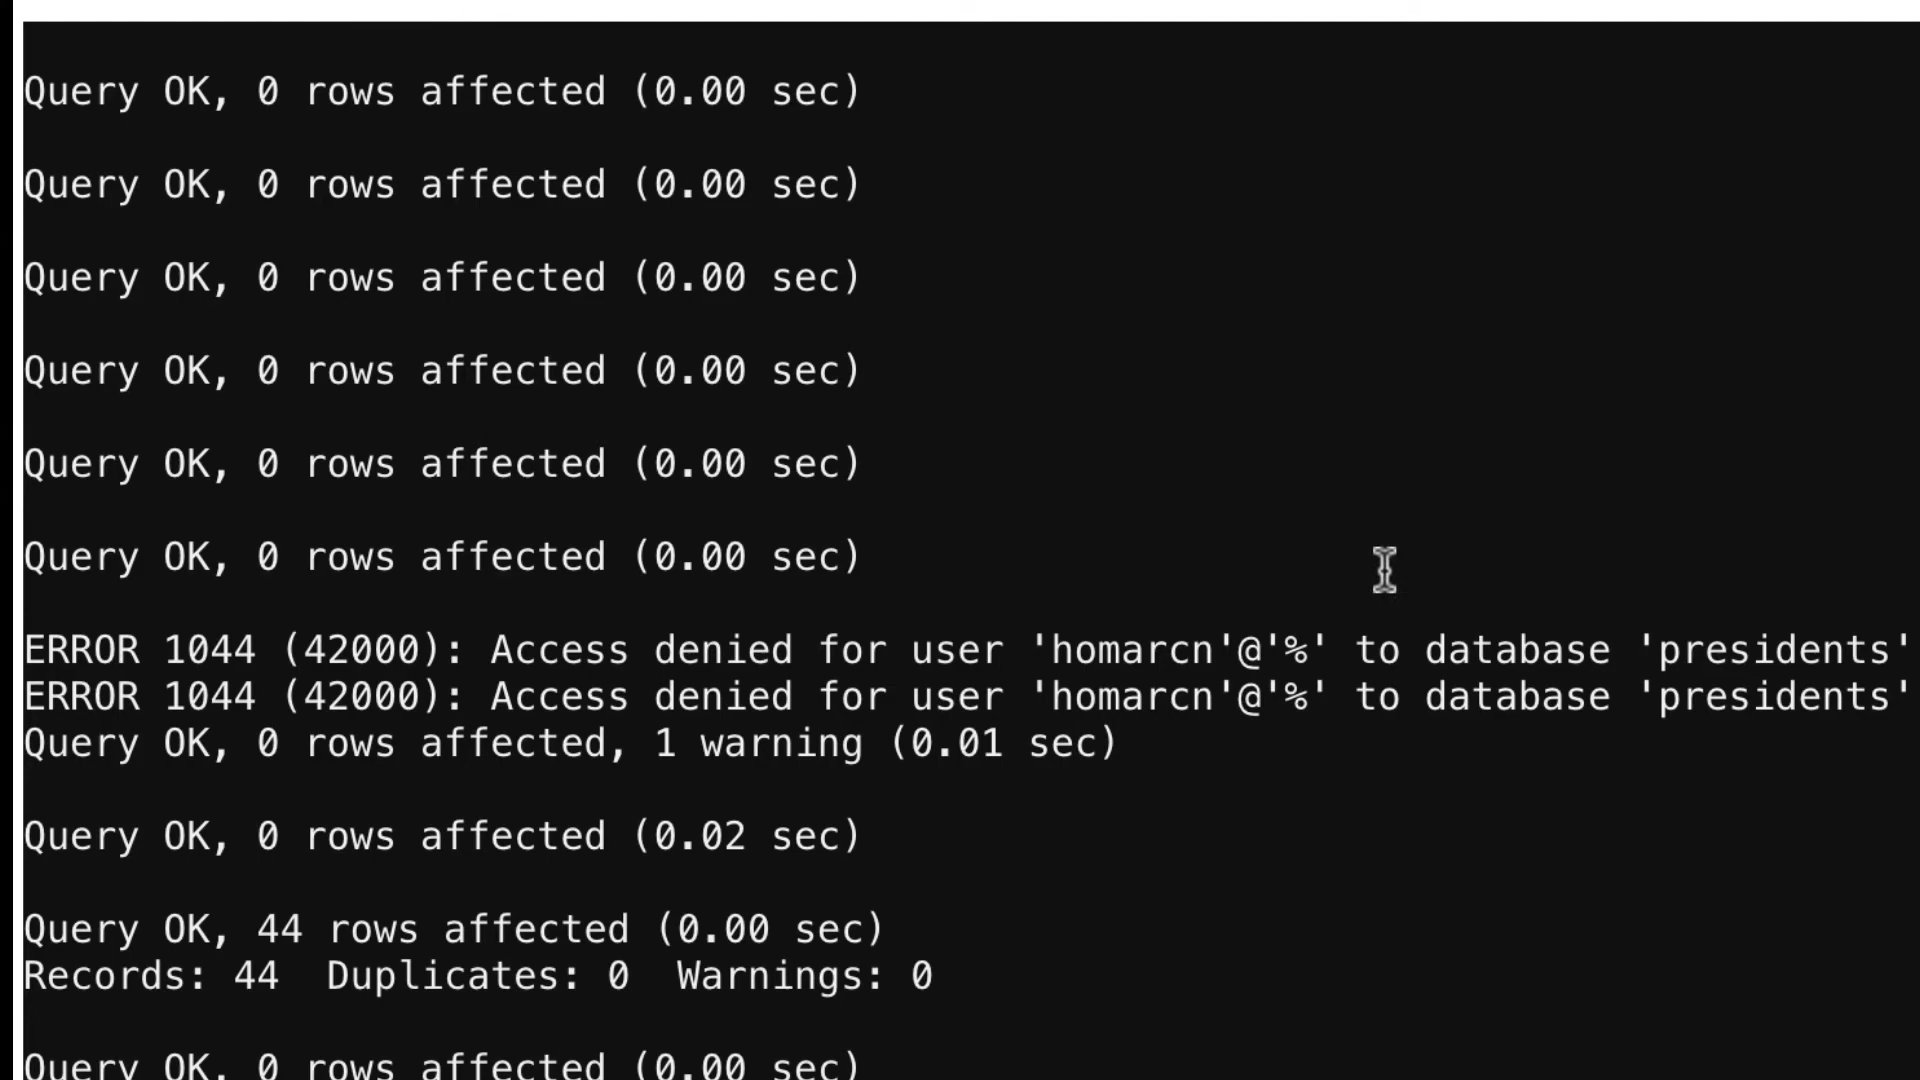 Query OK, 0 rows affected (0.00 sec)
Query OK, 0 rows affected (0.00 sec)
Query OK, 0 rows affected (0.00 sec)
Query OK, 0 rows affected (0.00 sec)
Query OK, 0 rows affected (0.00 sec)
Query OK, 0 rows affected (0.00 sec)
ERROR 1044 (42000): Access denied for user 'homarcn'@'%' to database 'presidents'
ERROR 1044 (42000): Access denied for user 'homarcn'@'%' to database 'presidents'
Query OK, 0 rows affected, 1 warning (0.01 sec)
Query OK, 0 rows affected (0.02 sec)
Query OK, 44 rows affected (0.00 sec)
Records: 44  Duplicates: 0  Warnings: 0
Query OK, 0 rows affected (0.00 sec)